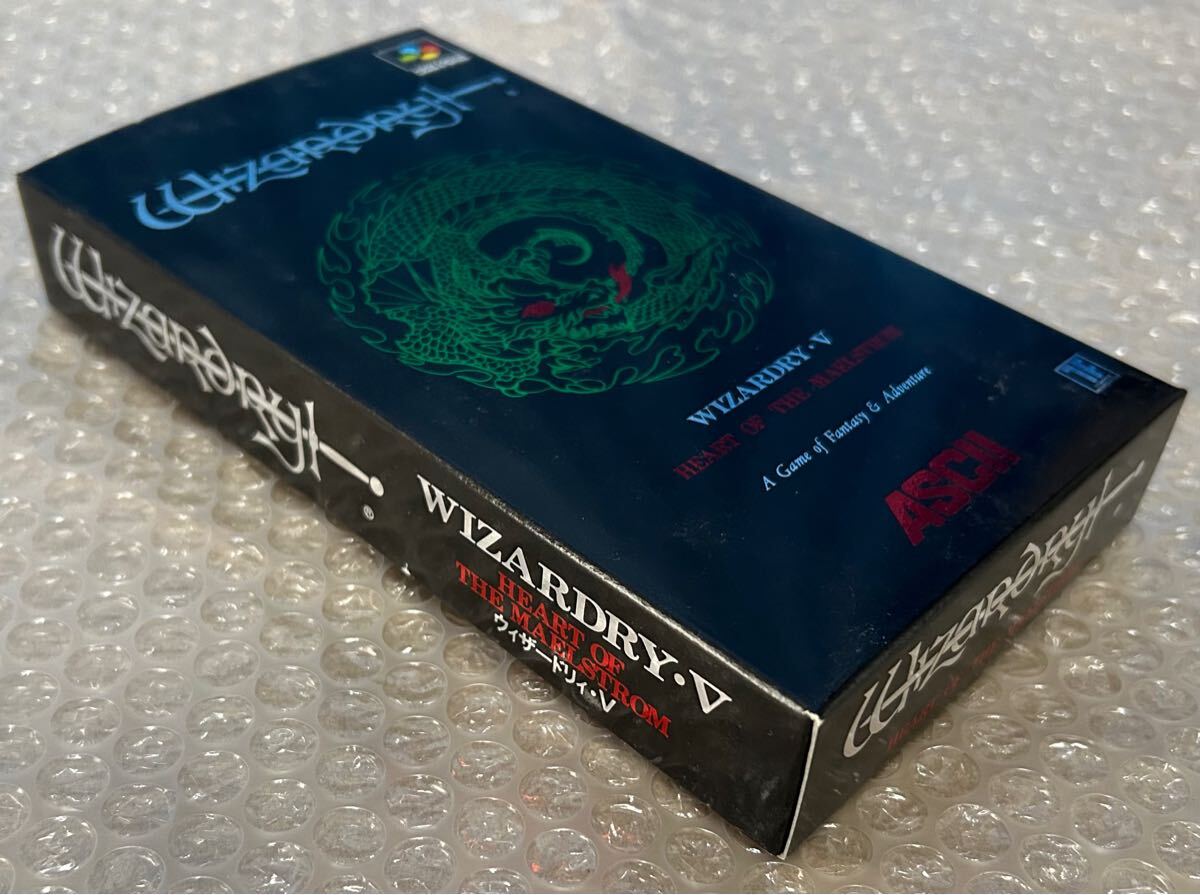 Wizardry
WIZARDRY・V
HEART OF THE MAELSTROM
A Game of Fantasy & Adventure
ASCII
Wizardry
®
WIZARDRY・V
HEART OF
THE MAELSTROM
ウィザードリィ・V
Wizardry